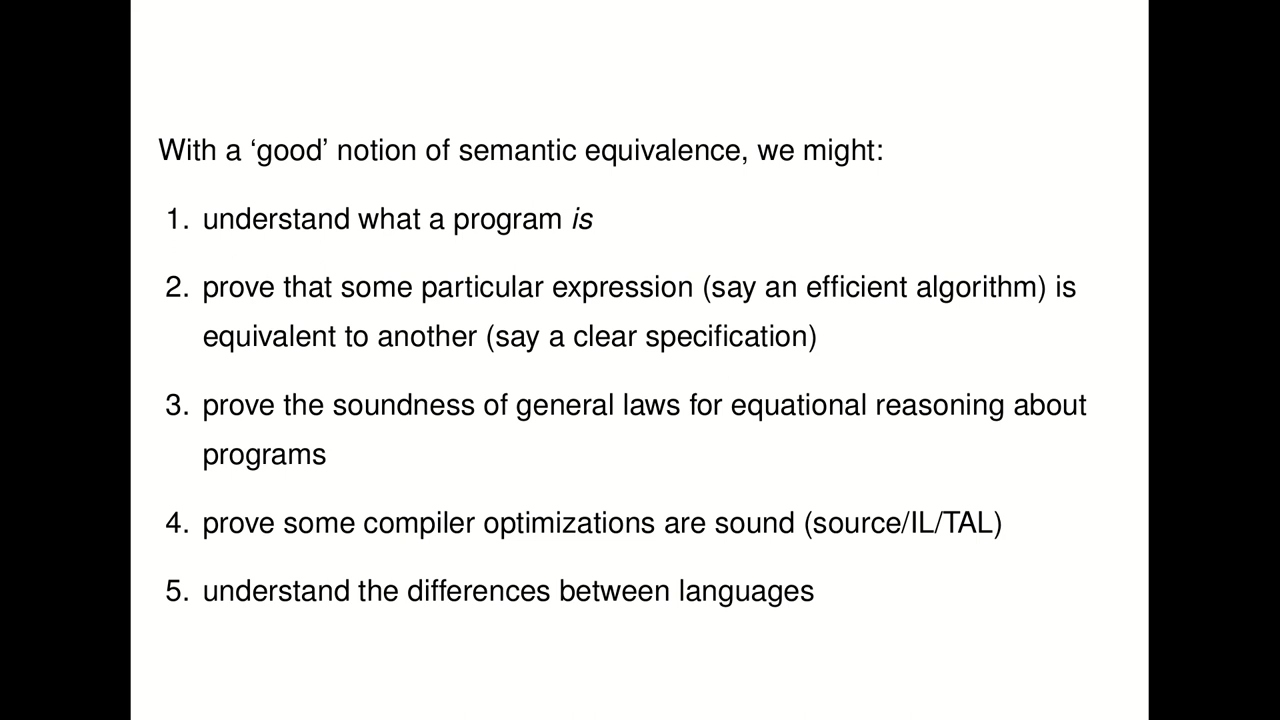 With a ‘good’ notion of semantic equivalence, we might:
1. understand what a program is
2. prove that some particular expression (say an efficient algorithm) is
equivalent to another (say a clear specification)
3. prove the soundness of general laws for equational reasoning about
programs
4. prove some compiler optimizations are sound (source/IL/TAL)
5. understand the differences between languages